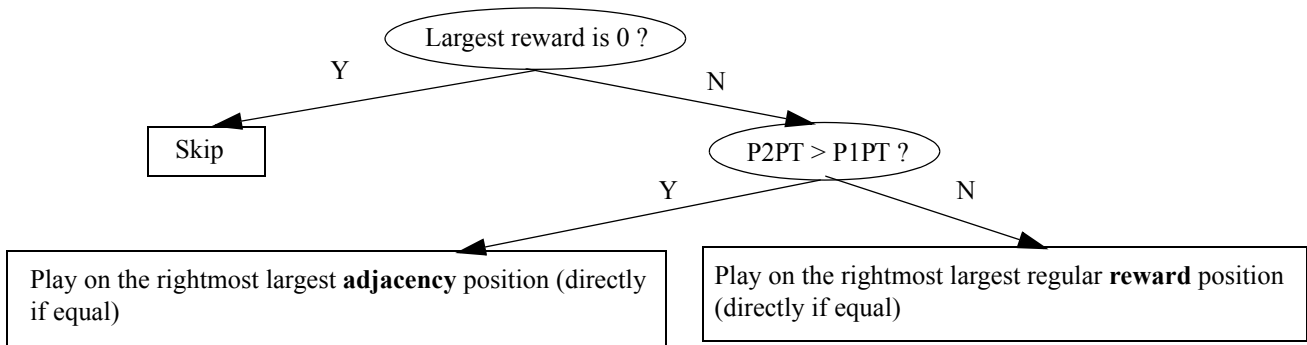 Largest reward is 0 ?
Y
N
Skip
P2PT > P1PT ?
Y
N
Play on the rightmost largest adjacency position (directly
if equal)
Play on the rightmost largest regular reward position
(directly if equal)